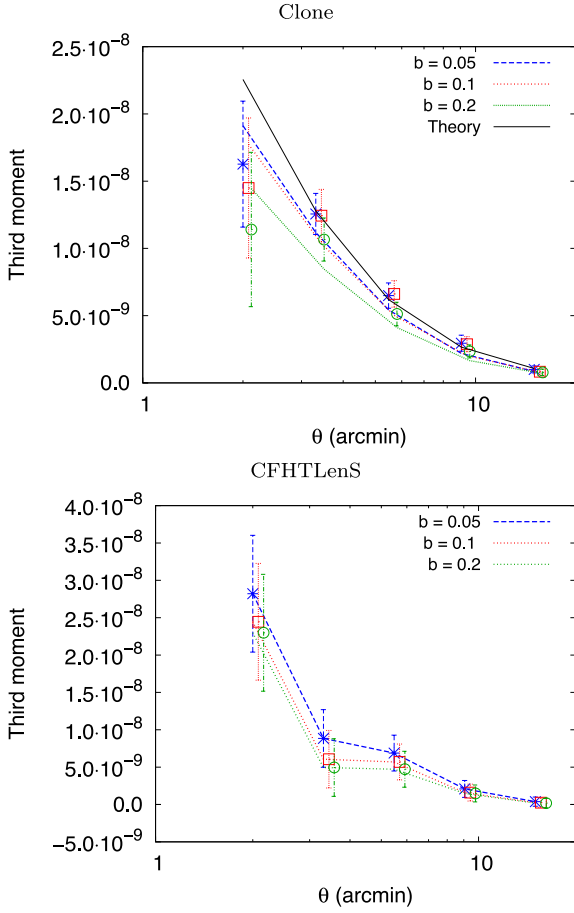 Clone
2.5·10-8
2.0·10-8
1.5·10-8
1.0·10-8
5.0·10-9
0.0
Third moment
b = 0.05
b = 0.1
b = 0.2
Theory
1
10
θ (arcmin)
CFHTLenS
4.0·10-8
3.5·10-8
3.0·10-8
2.5·10-8
2.0·10-8
1.5·10-8
1.0·10-8
5.0·10-9
0.0
-5.0·10-9
Third moment
b = 0.05
b = 0.1
b = 0.2
1
10
θ (arcmin)